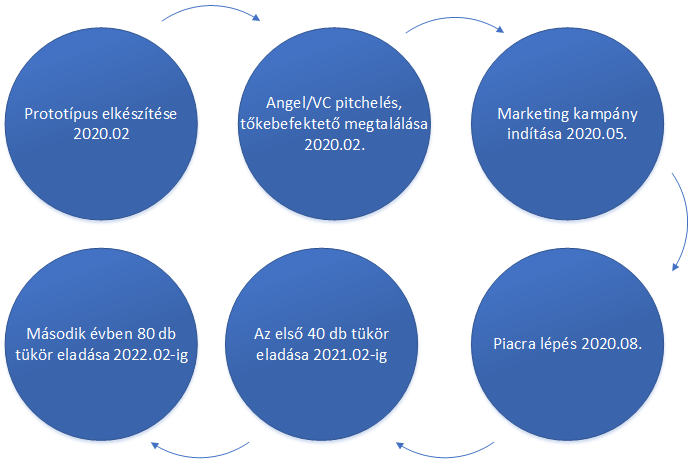 Prototípus elkészítése
2020.02
Angel/VC pitchelés,
tőkebefektető megtalálása
2020.02.
Marketing kampány
indítása 2020.05.
Piacra lépés 2020.08.
Az első 40 db tükör
eladása 2021.02-ig
Második évben 80 db
tükör eladása 2022.02-ig